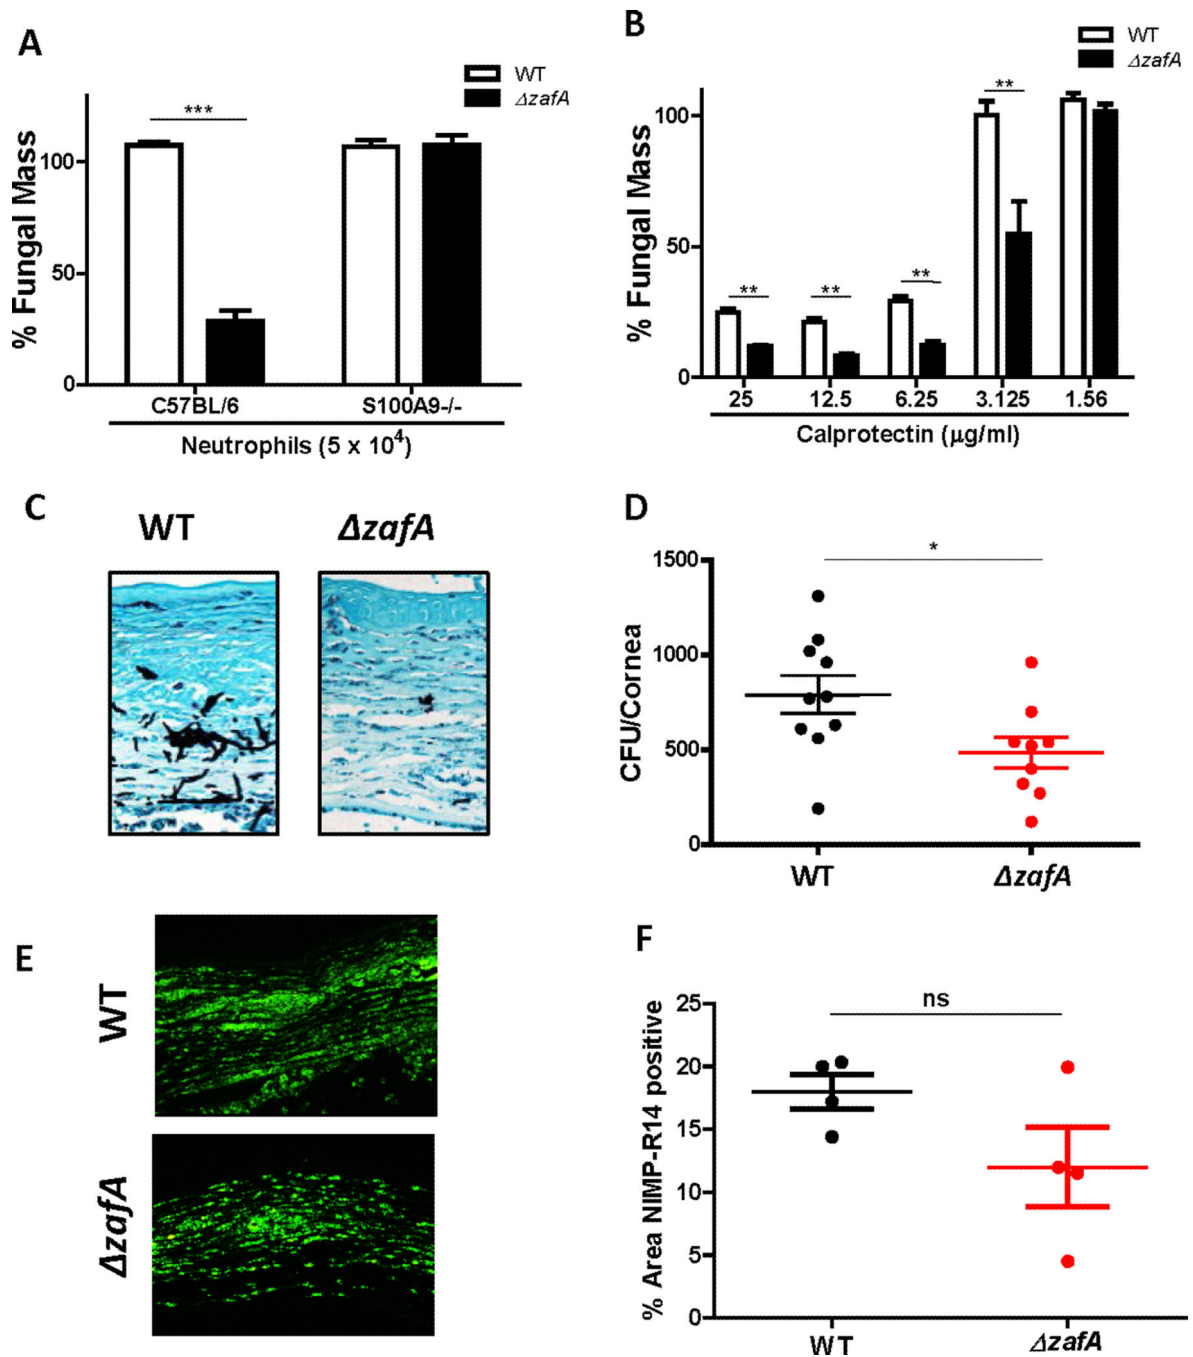 A
WT
ΔzafA
***
% Fungal Mass
100
50
0
C57BL/6 S100A9-/-
Neutrophils (5 x 10⁴)
B
WT
ΔzafA
** ** ** **
% Fungal Mass
100
50
0
25 12.5 6.25 3.125 1.56
Calprotectin (μg/ml)
C
WT ΔzafA
D
*
CFU/Cornea
1500
1000
500
0
WT ΔzafA
E
WT
ΔzafA
F
ns
% Area NIMP-R14 positive
25
20
15
10
5
0
WT ΔzafA